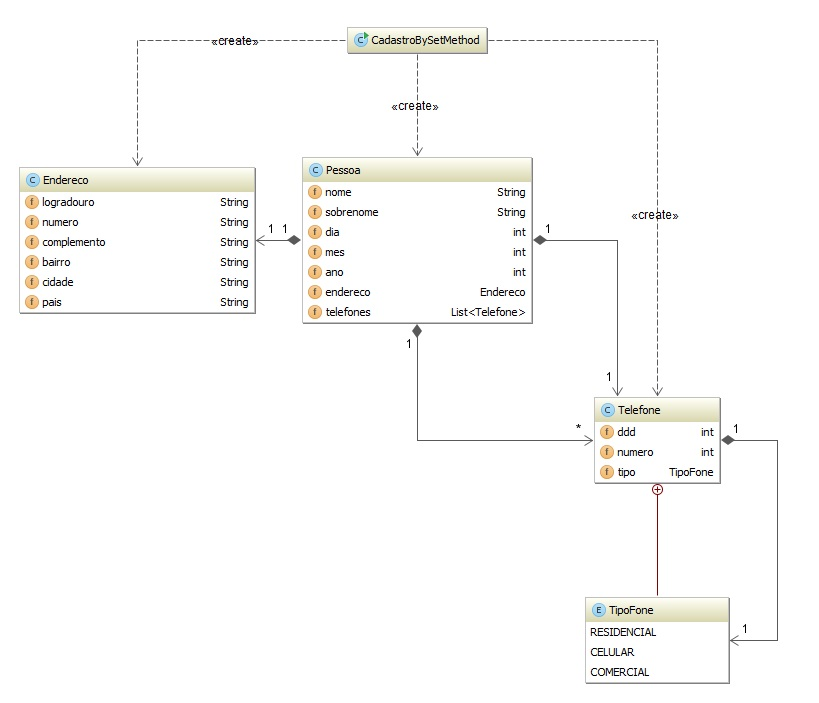 CadastroBySetMethod
«create»
«create»
«create»
Endereco
logradouro String
numero String
complemento String
bairro String
cidade String
pais String
1 1
Pessoa
nome String
sobrenome String
dia int
mes int
ano int
endereco Endereco
telefones List<Telefone>
1
1
1
*
Telefone
ddd int
numero int
tipo TipoFone
1
1
TipoFone
RESIDENCIAL
CELULAR
COMERCIAL